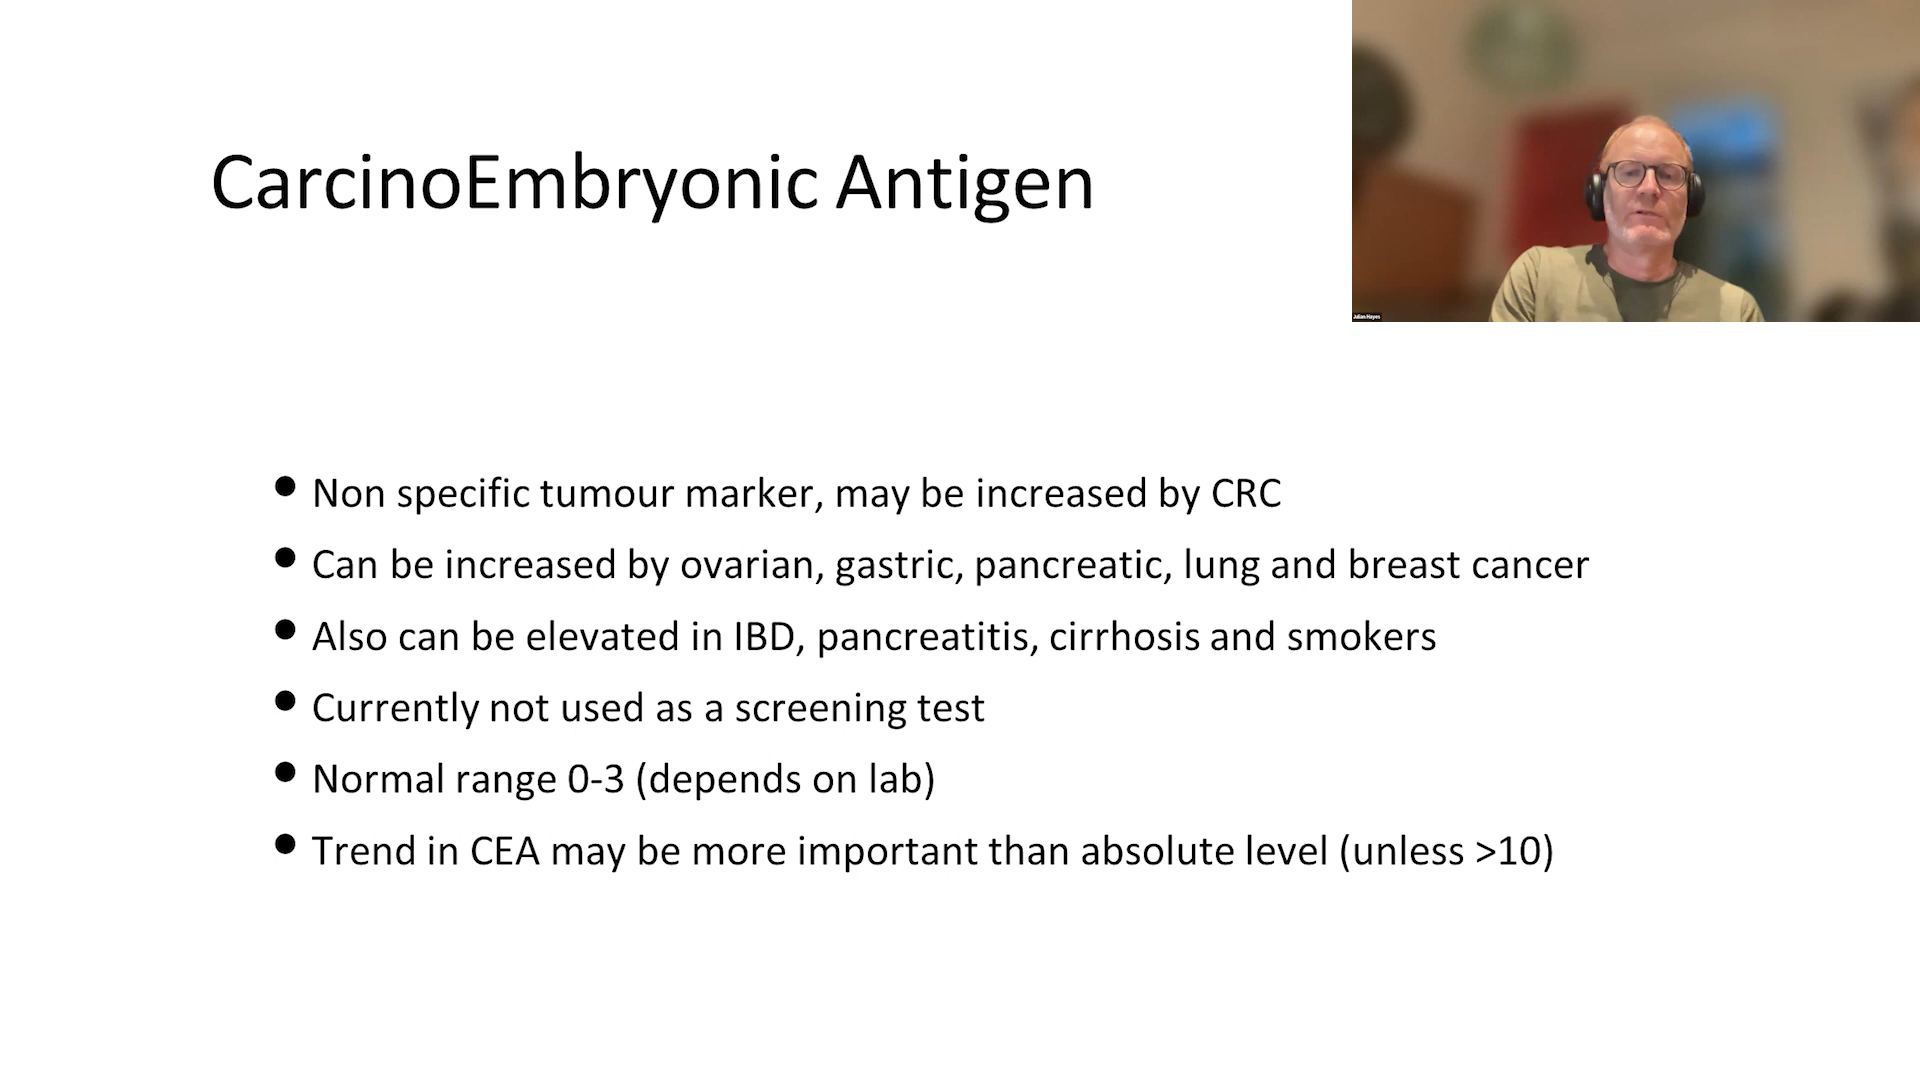 CarcinoEmbryonic Antigen
Julian Hayes
• Non specific tumour marker, may be increased by CRC
• Can be increased by ovarian, gastric, pancreatic, lung and breast cancer
• Also can be elevated in IBD, pancreatitis, cirrhosis and smokers
• Currently not used as a screening test
• Normal range 0-3 (depends on lab)
• Trend in CEA may be more important than absolute level (unless >10)